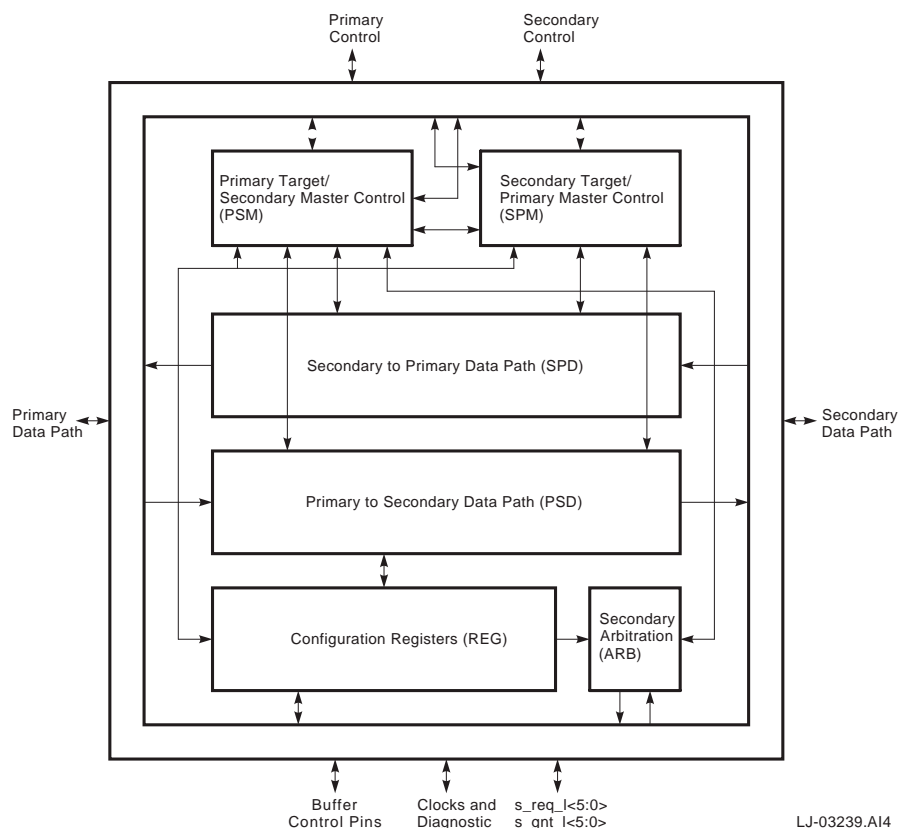 Primary
Control
Secondary
Control
Primary Target/
Secondary Master Control
(PSM)
Secondary Target/
Primary Master Control
(SPM)
Secondary to Primary Data Path (SPD)
Primary
Data Path
Secondary
Data Path
Primary to Secondary Data Path (PSD)
Configuration Registers (REG)
Secondary
Arbitration
(ARB)
Buffer
Control Pins
Clocks and
Diagnostic
s_req_l<5:0>
s_gnt_l<5:0>
LJ-03239.AI4